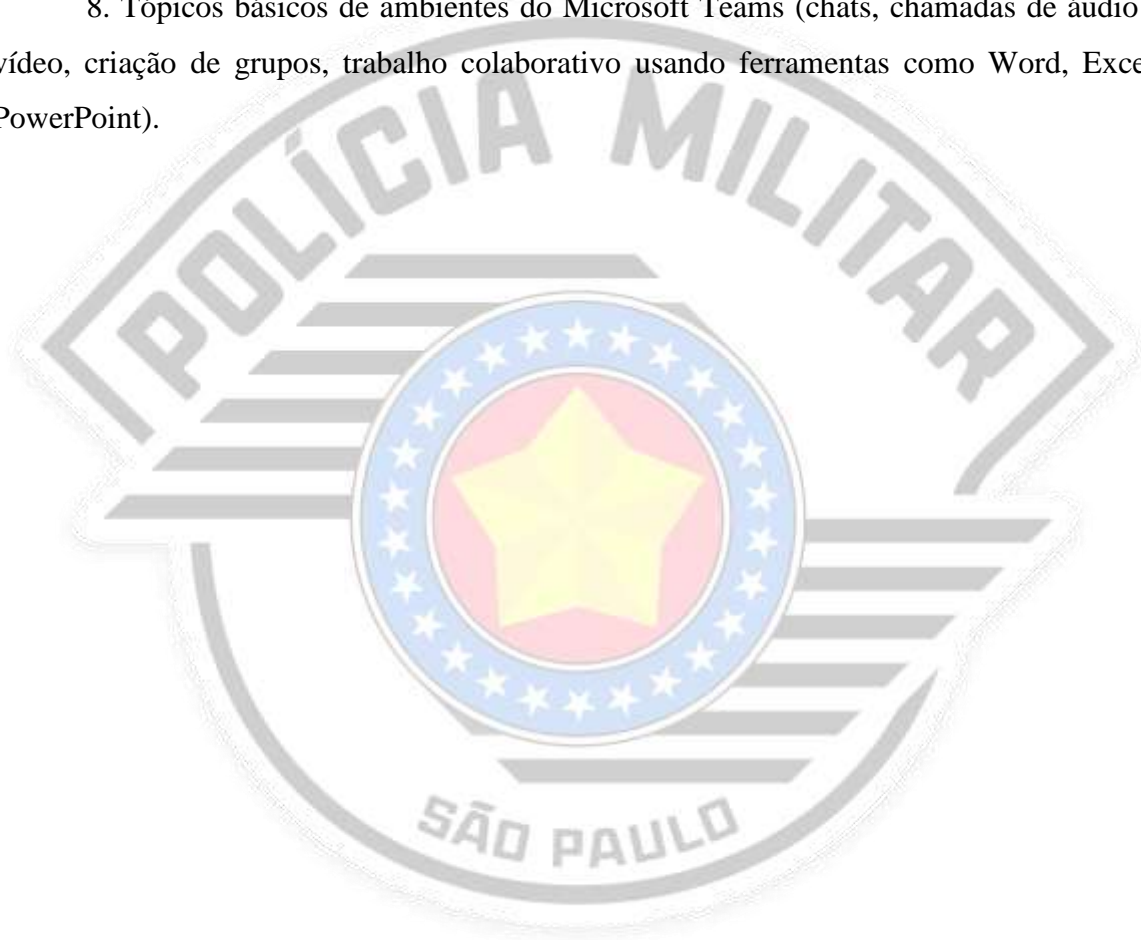 8. Tópicos básicos de ambientes do Microsoft Teams (chats, chamadas de áudio
vídeo, criação de grupos, trabalho colaborativo usando ferramentas como Word, Exce
PowerPoint).
POLÍCIA MILITAR
SÃO PAULO